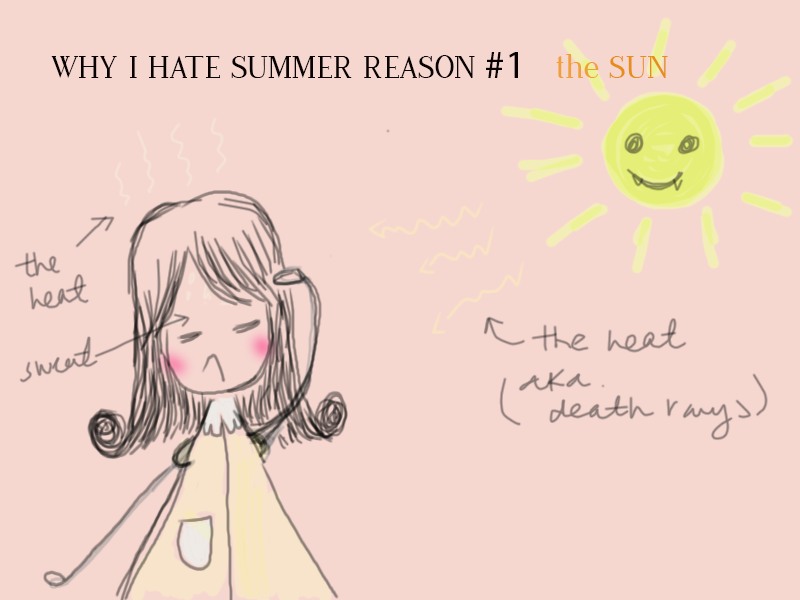 WHY I HATE SUMMER REASON #1 the SUN
the
heat
sweat
the heat
(aka.
death rays)